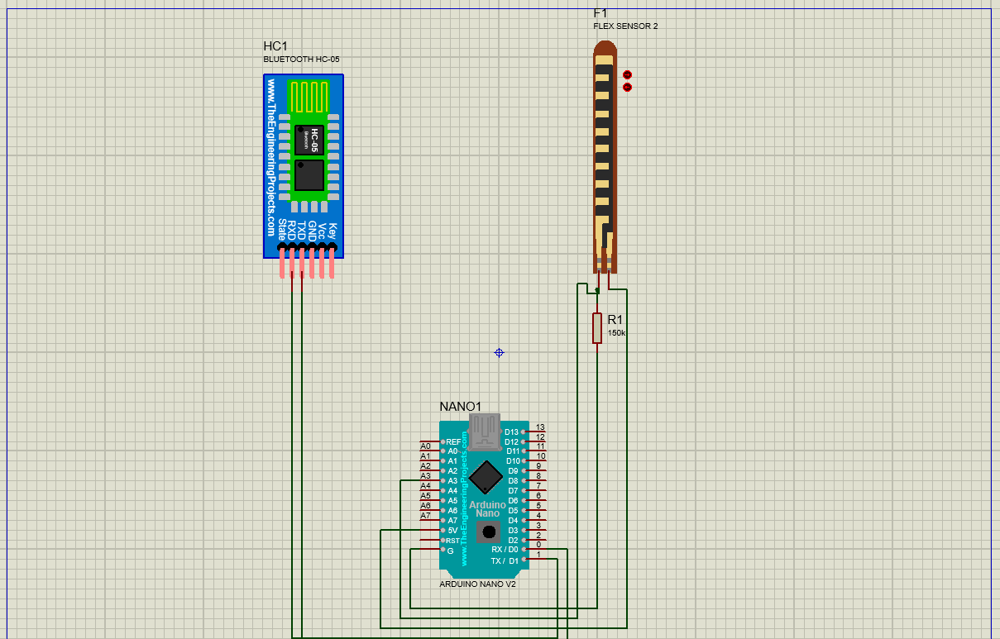 F1
FLEX SENSOR 2
HC1
BLUETOOTH HC-05
www.TheEngineeringProjects.com
HC-05
Bluetooth
State
RXD
TXD
GND
Vcc
Key
R1
150k
NANO1
A0
A1
A2
A3
A4
A5
A6
A7
REF
A0
A1
A2
A3
A4
A5
A6
A7
5V
RST
G
www.TheEngineeringProjects.com
Arduino
Nano
D13
D12
D11
D10
D9
D8
D7
D6
D5
D4
D3
D2
RX / D0
TX / D1
13
12
11
10
9
8
7
6
5
4
3
2
0
1
ARDUINO NANO V2